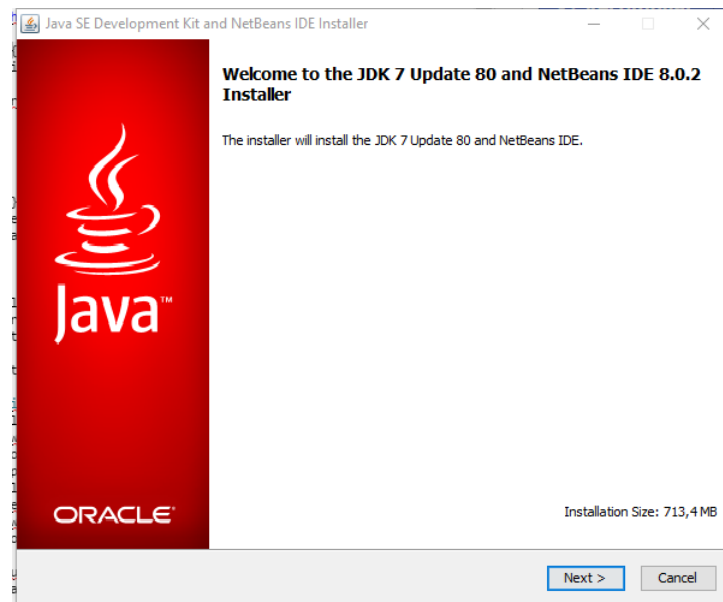 Java SE Development Kit and NetBeans IDE Installer
Welcome to the JDK 7 Update 80 and NetBeans IDE 8.0.2
Installer
The installer will install the JDK 7 Update 80 and NetBeans IDE.
Java™
ORACLE®
Installation Size: 713,4 MB
Next >
Cancel